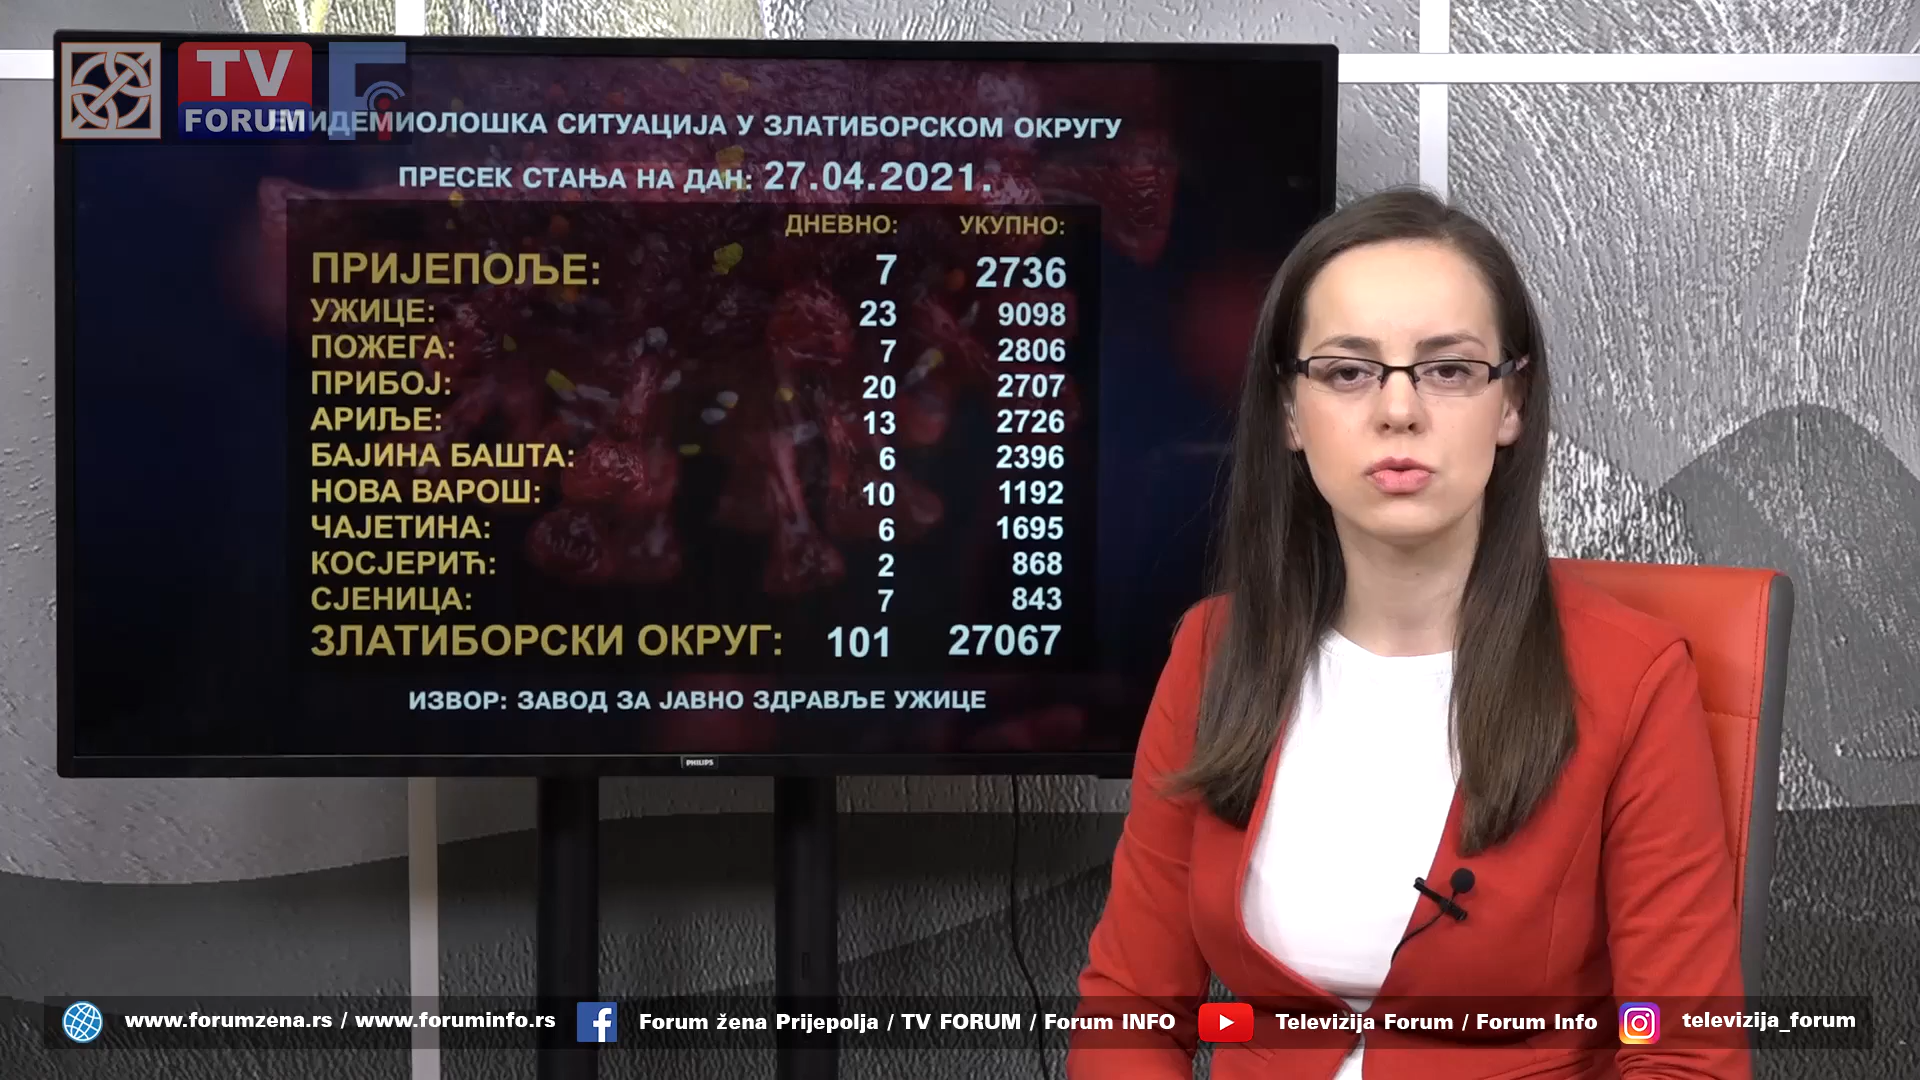 TV
FORUM
ЕПИДЕМИОЛОШКА СИТУАЦИЈА У ЗЛАТИБОРСКОМ ОКРУГУ
ПРЕСЕК СТАЊА НА ДАН: 27.04.2021.
ДНЕВНО: УКУПНО:
ПРИЈЕПОЉЕ: 7 2736
УЖИЦЕ: 23 9098
ПОЖЕГА: 7 2806
ПРИБОЈ: 20 2707
АРИЉЕ: 13 2726
БАЈИНА БАШТА: 6 2396
НОВА ВАРОШ: 10 1192
ЧАЈЕТИНА: 6 1695
КОСЈЕРИЋ: 2 868
СЈЕНИЦА: 7 843
ЗЛАТИБОРСКИ ОКРУГ: 101 27067
ИЗВОР: ЗАВОД ЗА ЈАВНО ЗДРАВЉЕ УЖИЦЕ
PHILIPS
www.forumzena.rs / www.foruminfo.rs Forum žena Prijepolja / TV FORUM / Forum INFO Televizija Forum / Forum Info televizija_forum